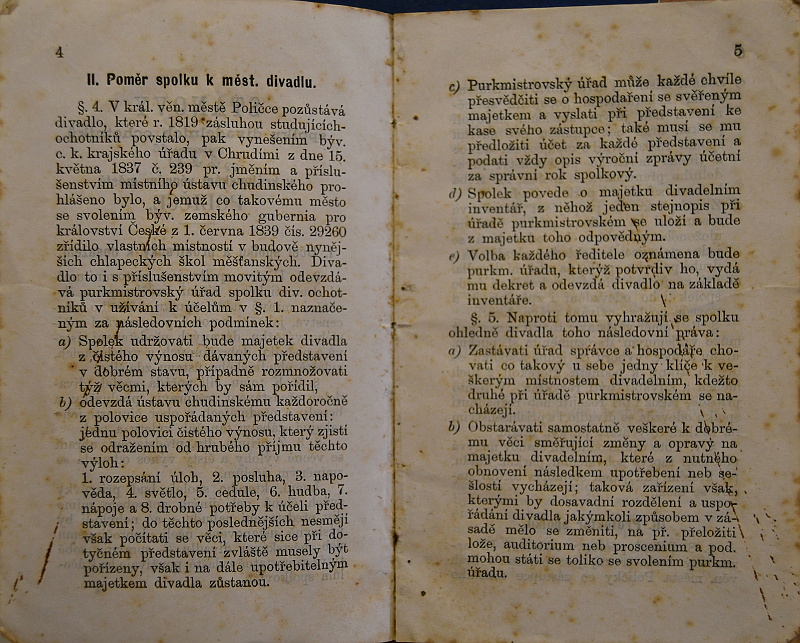 4
II. Poměr spolku k měst. divadlu.
§. 4. V král. věn. městě Poličce pozůstává
divadlo, které r. 1819 zásluhou studujících-
ochotníků povstalo, pak vynešením býv.
c. k. krajského úřadu v Chrudími z dne 15.
května 1837 č. 239 pr. jměním a příslu-
šenstvím místního ústavu chudinského pro-
hlášeno bylo, a jemuž co takovému město
se svolením býv. zemského gubernia pro
království České z 1. června 1839 čís. 29260
zřídilo vlastních místností v budově nyněj-
ších chlapeckých škol měšťanských. Diva-
dlo to i s příslušenstvím movitým odevzdá-
vá purkmistrovský úřad spolku div. ochot-
níků v užívání k účelům v §. 1. naznače-
ným za následovních podmínek:
a) Spolek udržovati bude majetek divadla
z čistého výnosu dávaných představení
v dobrém stavu, případně rozmnožovati
týž věcmi, kterých by sám pořídil,
b) odevzdá ústavu chudinskému každoročně
z polovice uspořádaných představení:
jednu polovici čistého výnosu, který zjistí
se odražením od hrubého příjmu těchto
výloh:
1. rozepsání úloh, 2. posluha, 3. napo-
věda, 4. světlo, 5. cedule, 6. hudba, 7.
nápoje a 8. drobné potřeby k účeli před-
stavení; do těchto poslednějších nesmějí
však počítati se věci, které sice při do-
tyčném představení zvláště musely být
pořízeny, však i na dále upotřebitelným
majetkem divadla zůstanou.
5
c) Purkmistrovský úřad může každé chvíle
přesvědčiti se o hospodaření se svěřeným
majetkem a vyslati při představení ke
kase svého zástupce; také musí se mu
předložiti účet za každé představení a
podati vždy opis výroční zprávy účetní
za správní rok spolkový.
d) Spolek povede o majetku divadelním
inventář, z něhož jeden stejnopis při
úřadě purkmistrovském se uloží a bude
z majetku toho odpovědným.
e) Volba každého ředitele oznámena bude
purkm. úřadu, kterýž potvrdiv ho, vydá
mu dekret a odevzdá divadlo na základě
inventáře.
§. 5. Naproti tomu vyhražují se spolku
ohledně divadla toho následovní práva:
a) Zastávati úřad správce a hospodáře cho-
vati co takový u sebe jedny klíče k ve-
škerým místnostem divadelním, kdežto
druhé při úřadě purkmistrovském se na-
cházejí.
b) Obstarávati samostatně veškeré k dobré-
mu věci směřující změny a opravy na
majetku divadelním, které z nutného
obnovení následkem upotřebení neb se-
šlosti vycházejí; taková zařízení však,
kterými by dosavadní rozdělení a uspo-
řádání divadla jakýmkoli způsobem v zá-
sadě mělo se změniti, na př. přeložiti
lože, auditorium neb proscenium a pod.
mohou státi se toliko se svolením purkm.
úřadu.